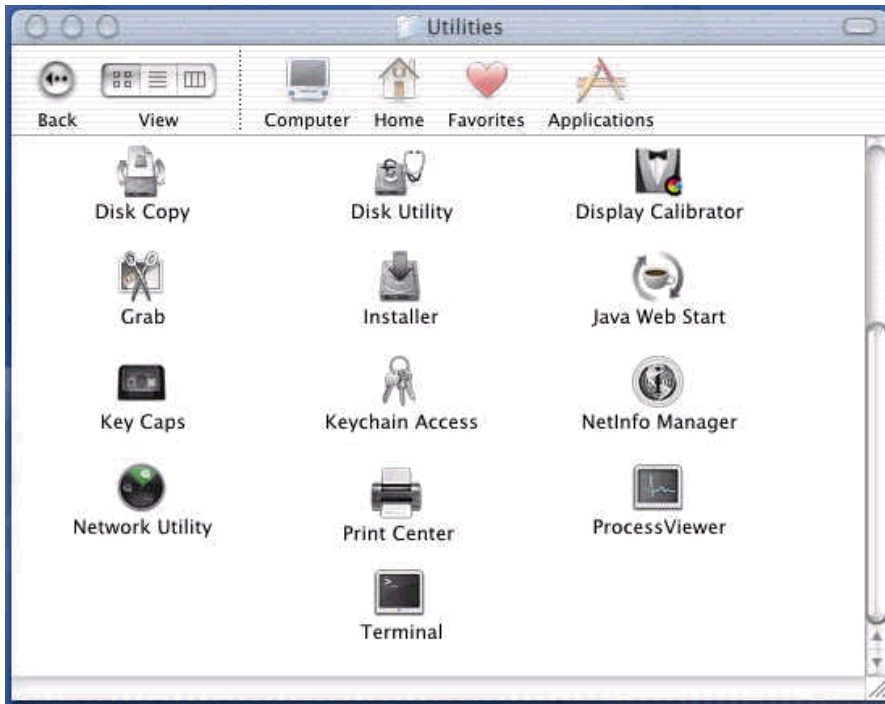 Utilities
Back View Computer Home Favorites Applications
Disk Copy Disk Utility Display Calibrator
Grab Installer Java Web Start
Key Caps Keychain Access NetInfo Manager
Network Utility Print Center ProcessViewer
Terminal